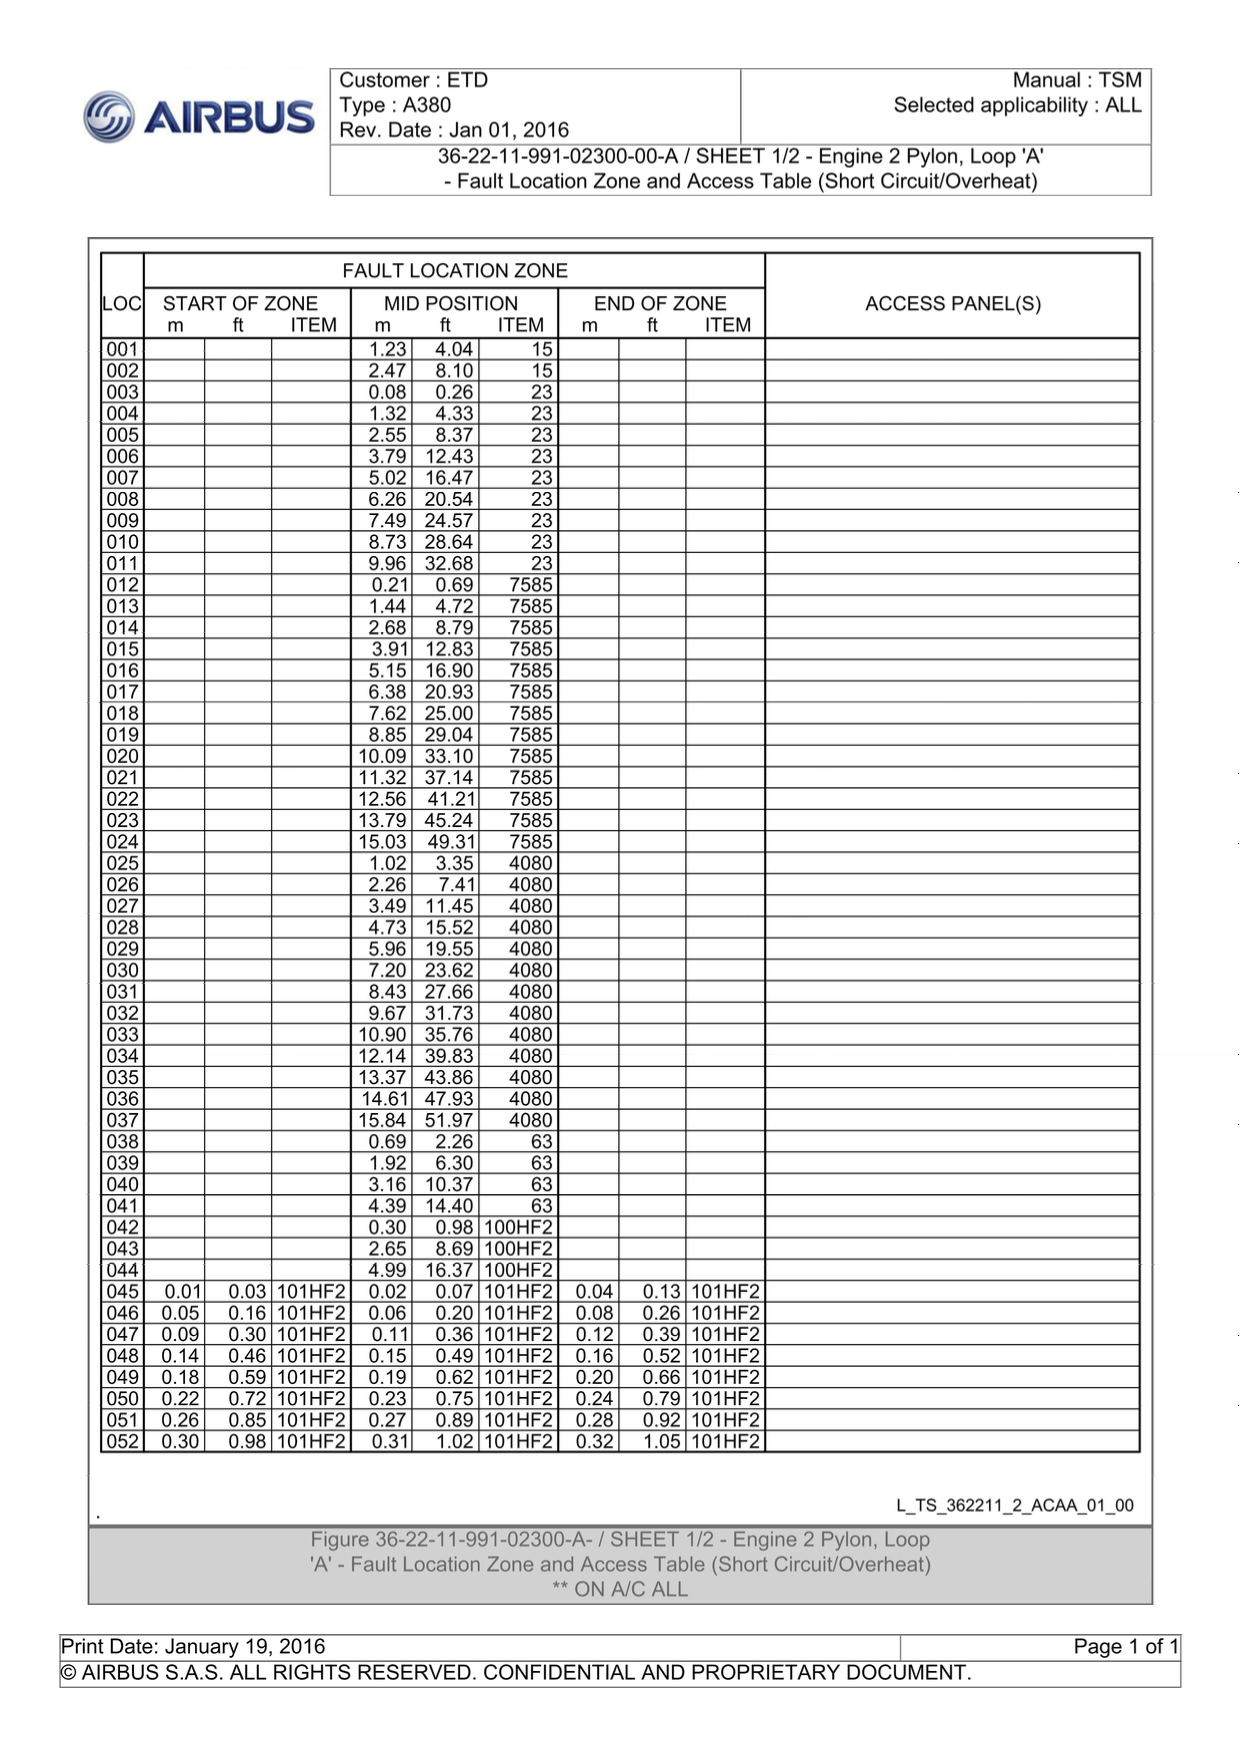 AIRBUS
Customer : ETD
Type : A380
Rev. Date : Jan 01, 2016
Manual : TSM
Selected applicability : ALL
36-22-11-991-02300-00-A / SHEET 1/2 - Engine 2 Pylon, Loop 'A'
- Fault Location Zone and Access Table (Short Circuit/Overheat)
FAULT LOCATION ZONE
LOC START OF ZONE MID POSITION END OF ZONE ACCESS PANEL(S)
m ft ITEM m ft ITEM m ft ITEM
001 1.23 4.04 15
002 2.47 8.10 15
003 0.08 0.26 23
004 1.32 4.33 23
005 2.55 8.37 23
006 3.79 12.43 23
007 5.02 16.47 23
008 6.26 20.54 23
009 7.49 24.57 23
010 8.73 28.64 23
011 9.96 32.68 23
012 0.21 0.69 7585
013 1.44 4.72 7585
014 2.68 8.79 7585
015 3.91 12.83 7585
016 5.15 16.90 7585
017 6.38 20.93 7585
018 7.62 25.00 7585
019 8.85 29.04 7585
020 10.09 33.10 7585
021 11.32 37.14 7585
022 12.56 41.21 7585
023 13.79 45.24 7585
024 15.03 49.31 7585
025 1.02 3.35 4080
026 2.26 7.41 4080
027 3.49 11.45 4080
028 4.73 15.52 4080
029 5.96 19.55 4080
030 7.20 23.62 4080
031 8.43 27.66 4080
032 9.67 31.73 4080
033 10.90 35.76 4080
034 12.14 39.83 4080
035 13.37 43.86 4080
036 14.61 47.93 4080
037 15.84 51.97 4080
038 0.69 2.26 63
039 1.92 6.30 63
040 3.16 10.37 63
041 4.39 14.40 63
042 0.30 0.98 100HF2
043 2.65 8.69 100HF2
044 4.99 16.37 100HF2
045 0.01 0.03 101HF2 0.02 0.07 101HF2 0.04 0.13 101HF2
046 0.05 0.16 101HF2 0.06 0.20 101HF2 0.08 0.26 101HF2
047 0.09 0.30 101HF2 0.11 0.36 101HF2 0.12 0.39 101HF2
048 0.14 0.46 101HF2 0.15 0.49 101HF2 0.16 0.52 101HF2
049 0.18 0.59 101HF2 0.19 0.62 101HF2 0.20 0.66 101HF2
050 0.22 0.72 101HF2 0.23 0.75 101HF2 0.24 0.79 101HF2
051 0.26 0.85 101HF2 0.27 0.89 101HF2 0.28 0.92 101HF2
052 0.30 0.98 101HF2 0.31 1.02 101HF2 0.32 1.05 101HF2
L_TS_362211_2_ACAA_01_00
.
Figure 36-22-11-991-02300-A- / SHEET 1/2 - Engine 2 Pylon, Loop
'A' - Fault Location Zone and Access Table (Short Circuit/Overheat)
** ON A/C ALL
Print Date: January 19, 2016
Page 1 of 1
© AIRBUS S.A.S. ALL RIGHTS RESERVED. CONFIDENTIAL AND PROPRIETARY DOCUMENT.